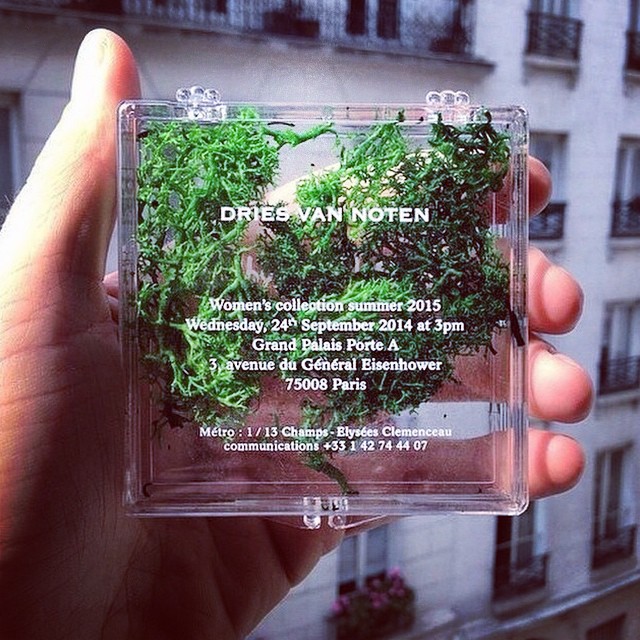 DRIES VAN NOTEN
Women's collection summer 2015
Wednesday, 24th September 2014 at 3pm
Grand Palais Porte A
3, avenue du Général Eisenhower
75008 Paris
Métro : 1 / 13 Champs - Elysées Clemenceau
communications +33 1 42 74 44 07